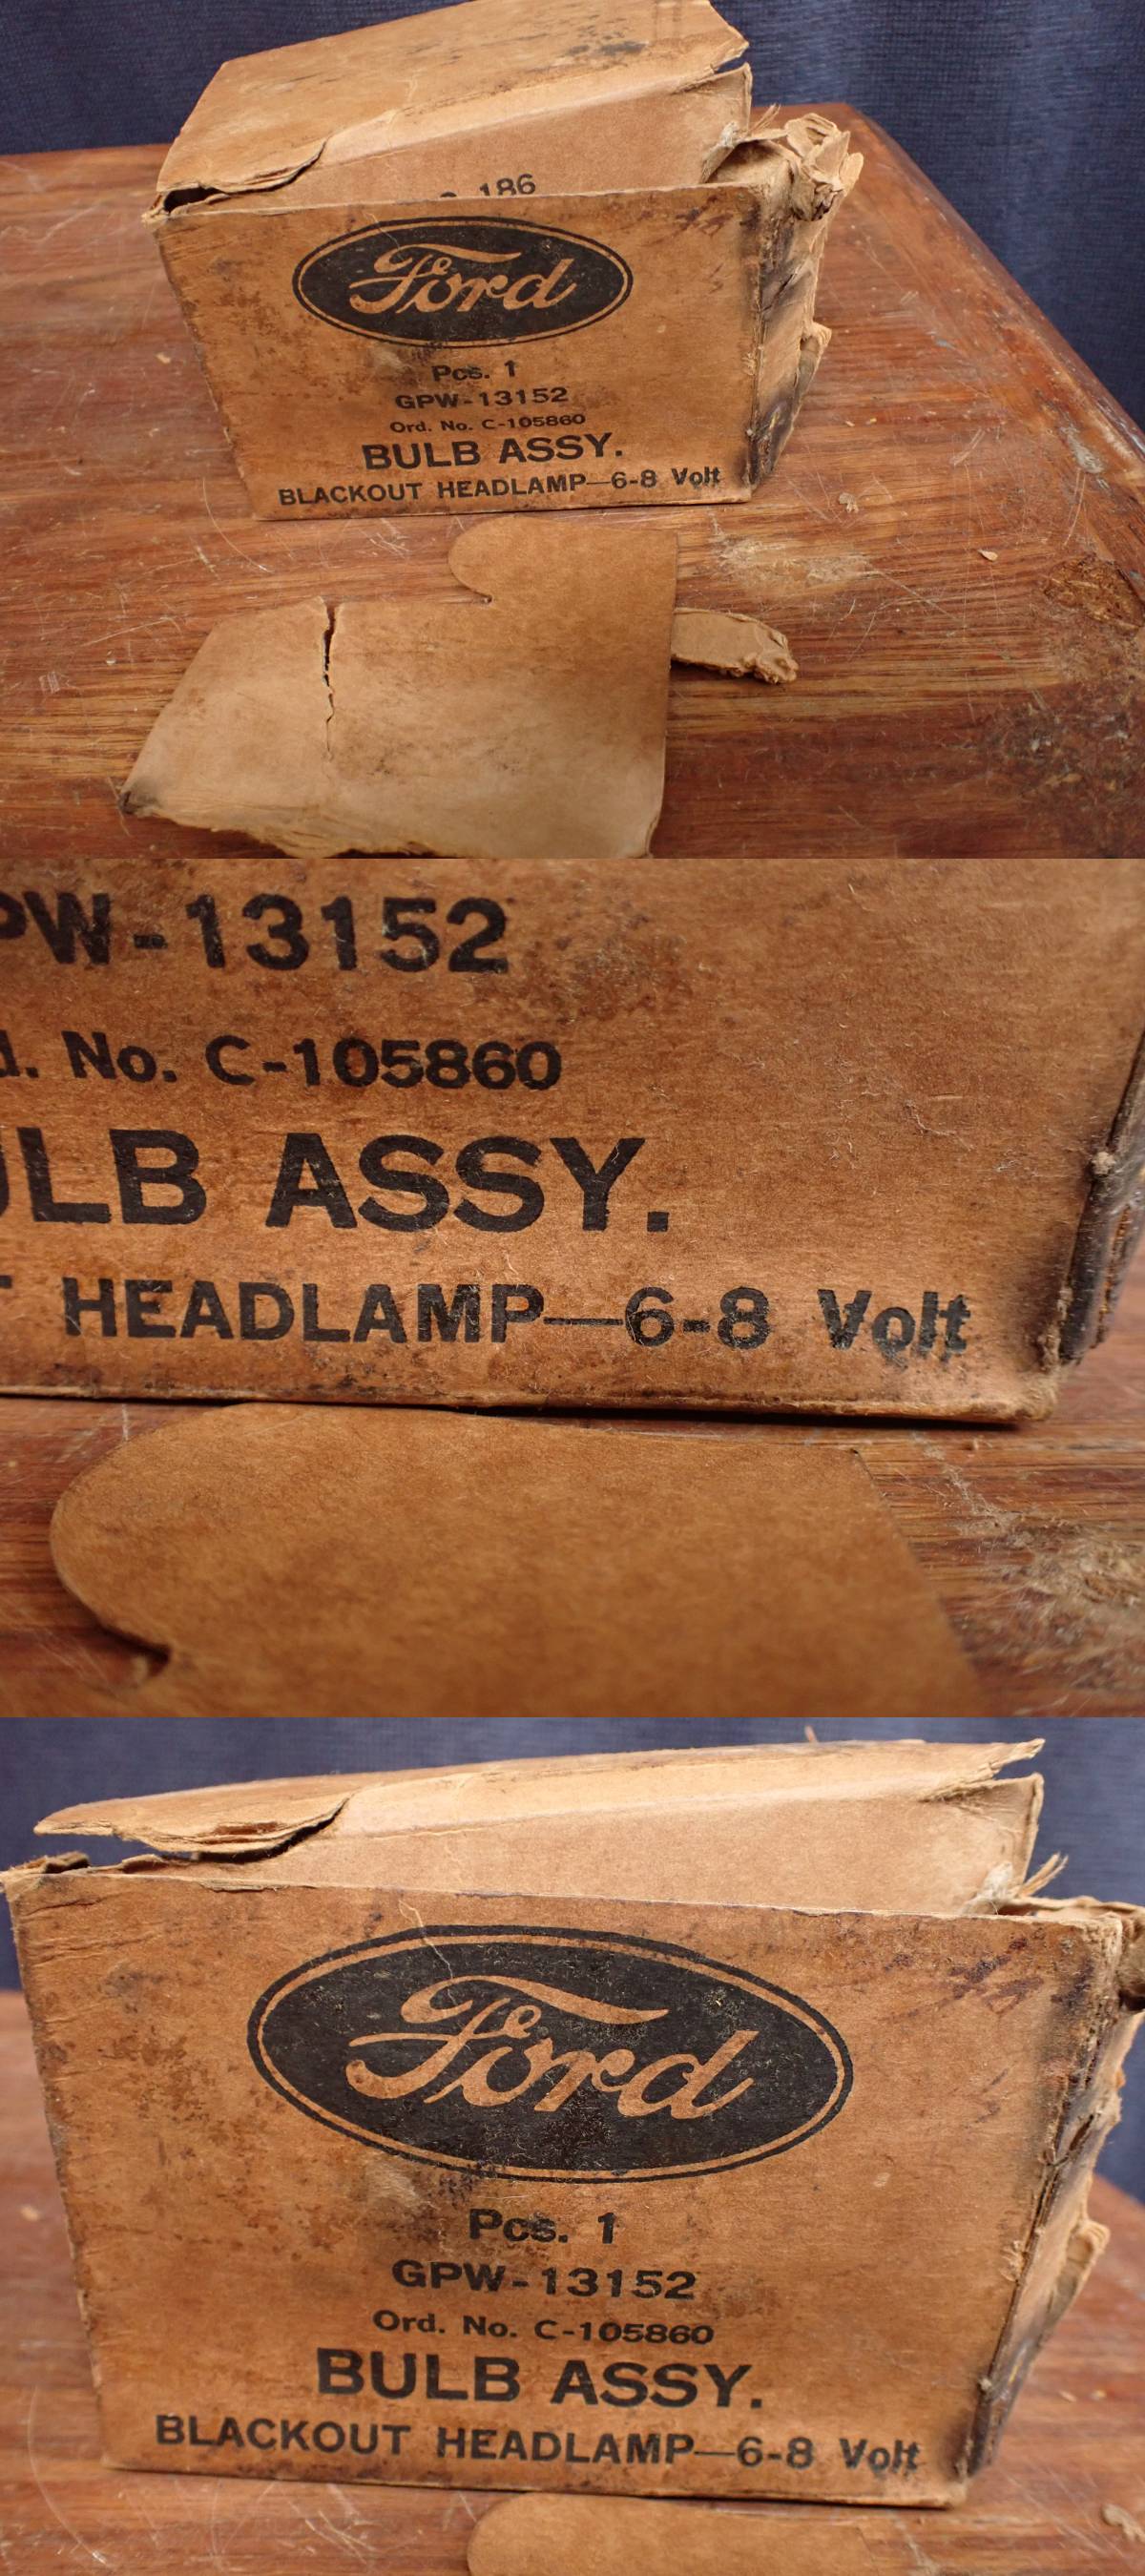 186
Ford
Pcs. 1
GPW-13152
Ord. No. C-105860
BULB ASSY.
BLACKOUT HEADLAMP—6-8 Volt
PW-13152
d. No. C-105860
ULB ASSY.
T HEADLAMP—6-8 Volt
Ford
Pcs. 1
GPW-13152
Ord. No. C-105860
BULB ASSY.
BLACKOUT HEADLAMP—6-8 Volt